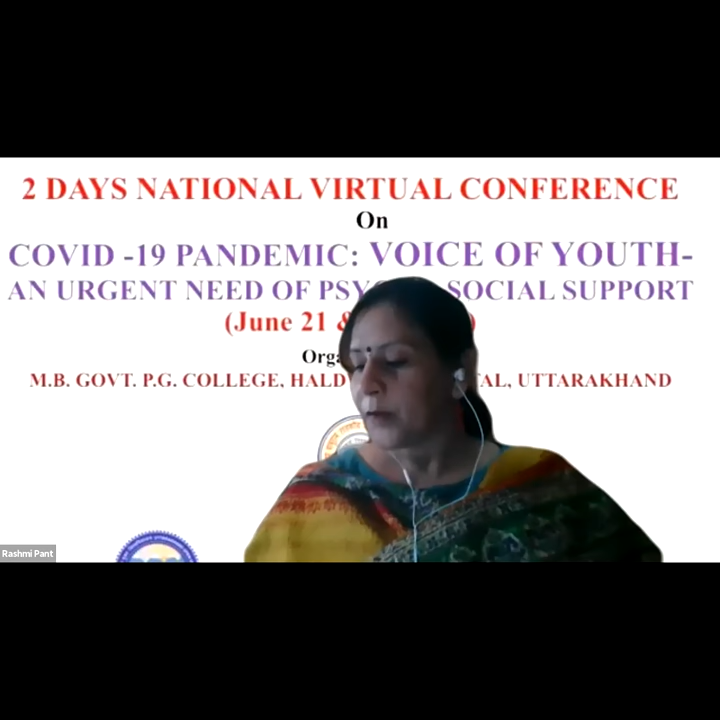 2 DAYS NATIONAL VIRTUAL CONFERENCE
On
COVID -19 PANDEMIC: VOICE OF YOUTH-
AN URGENT NEED OF PSY SOCIAL SUPPORT
(June 21 & )
Orga
M.B. GOVT. P.G. COLLEGE, HALD TAL, UTTARAKHAND
Rashmi Pant